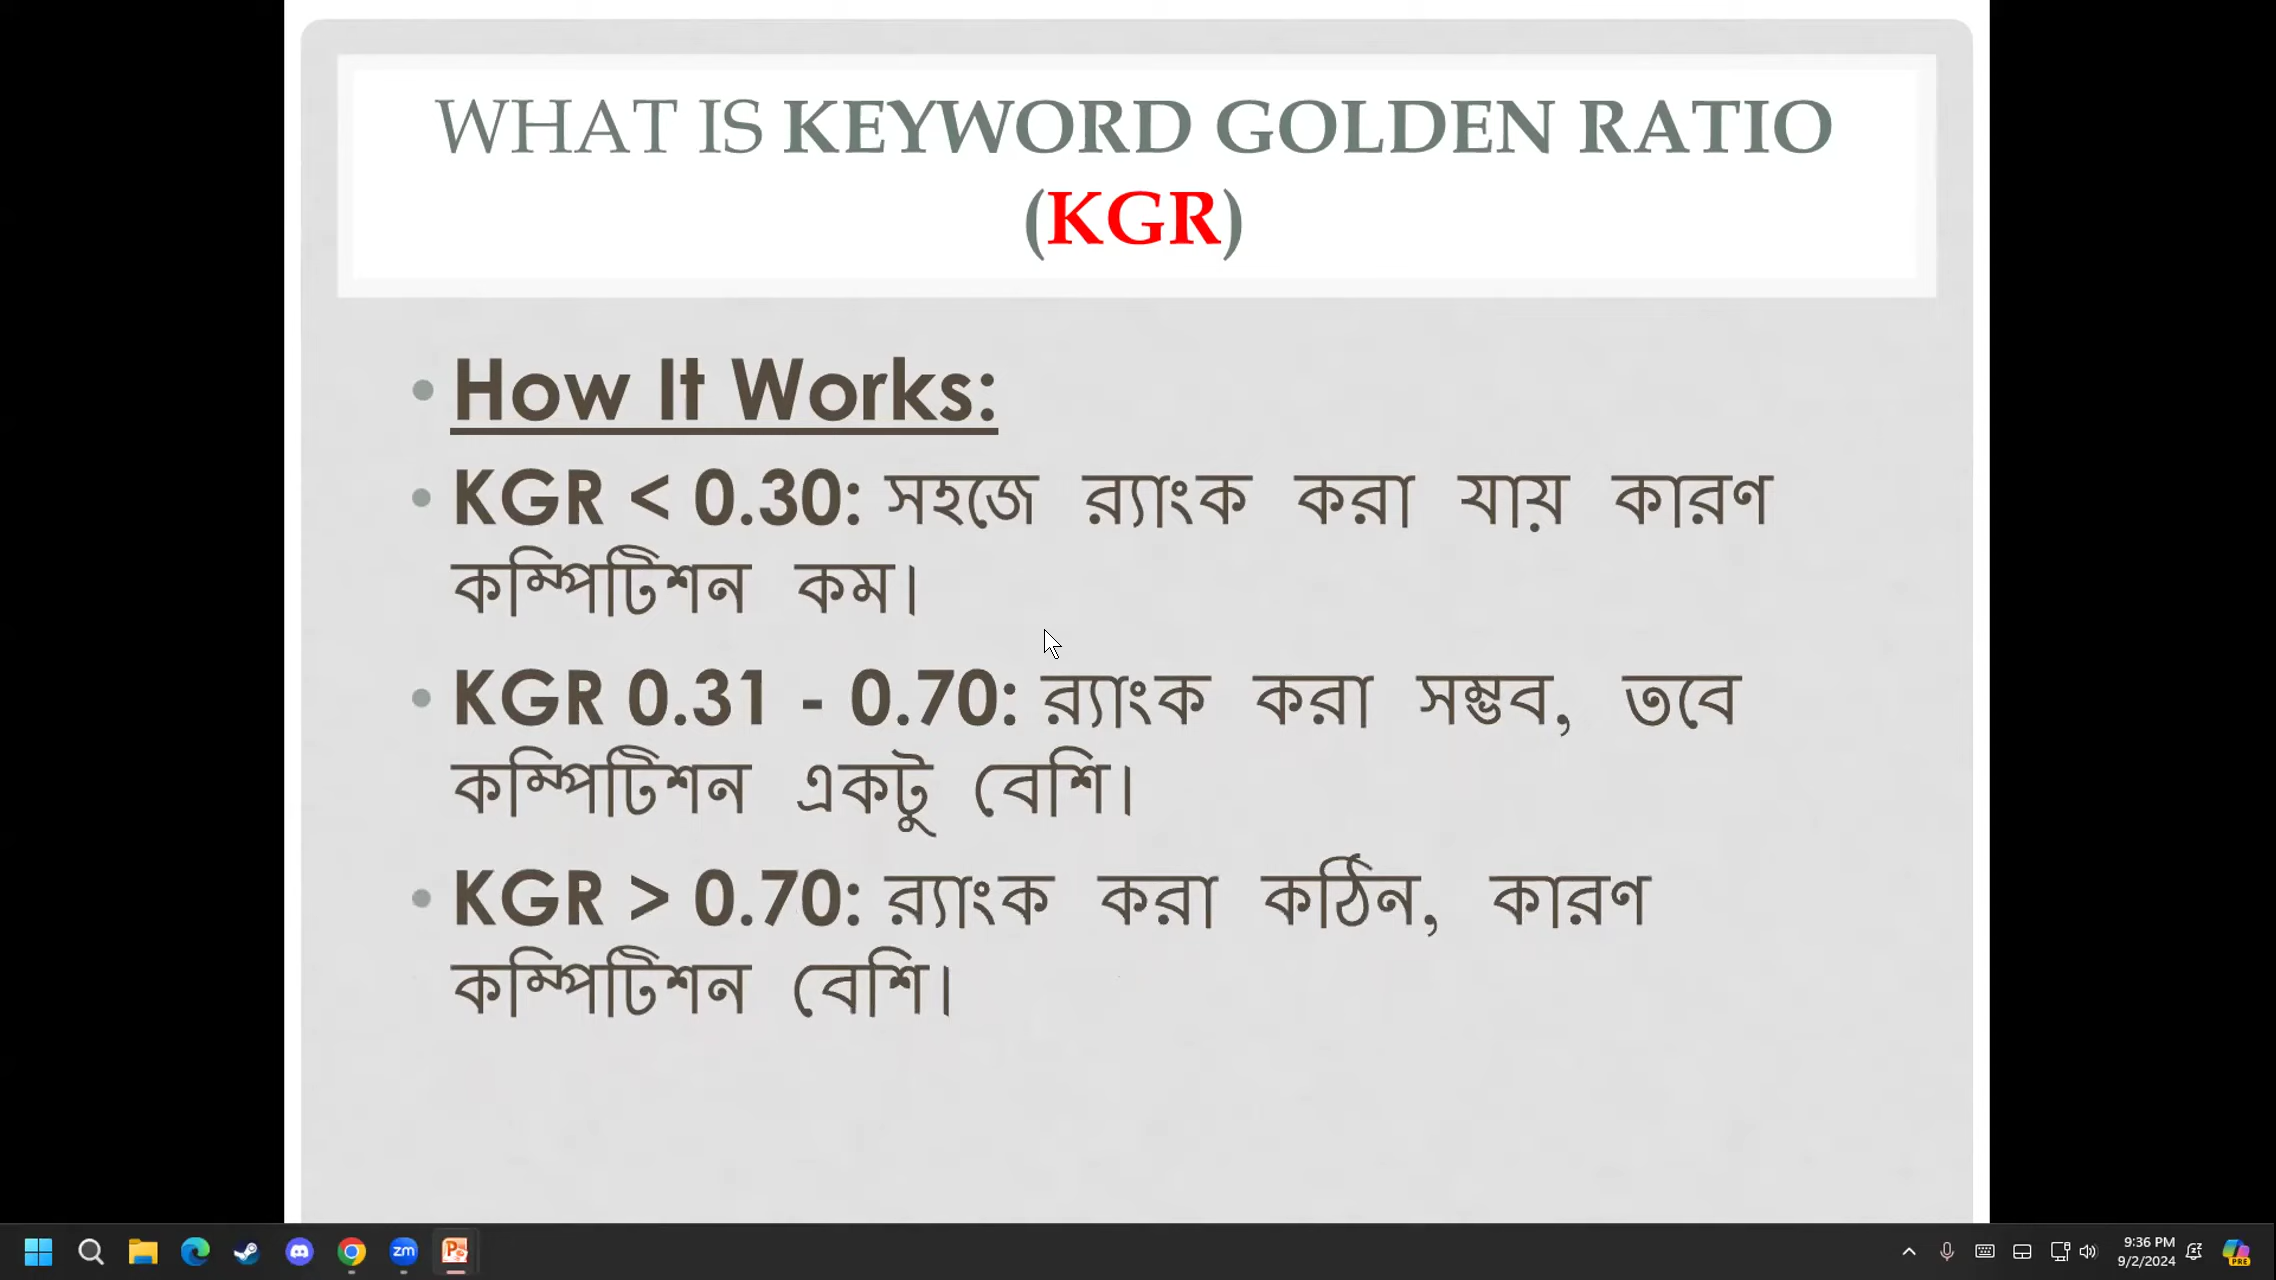 WHAT IS KEYWORD GOLDEN RATIO
(KGR)
• How It Works:
• KGR < 0.30: সহজে র‍্যাংক করা যায় কারণ
কম্পিটিশন কম।
• KGR 0.31 - 0.70: র‍্যাংক করা সম্ভব, তবে
কম্পিটিশন একটু বেশি।
• KGR > 0.70: র‍্যাংক করা কঠিন, কারণ
কম্পিটিশন বেশি।
zm
9:36 PM
9/2/2024
PRE